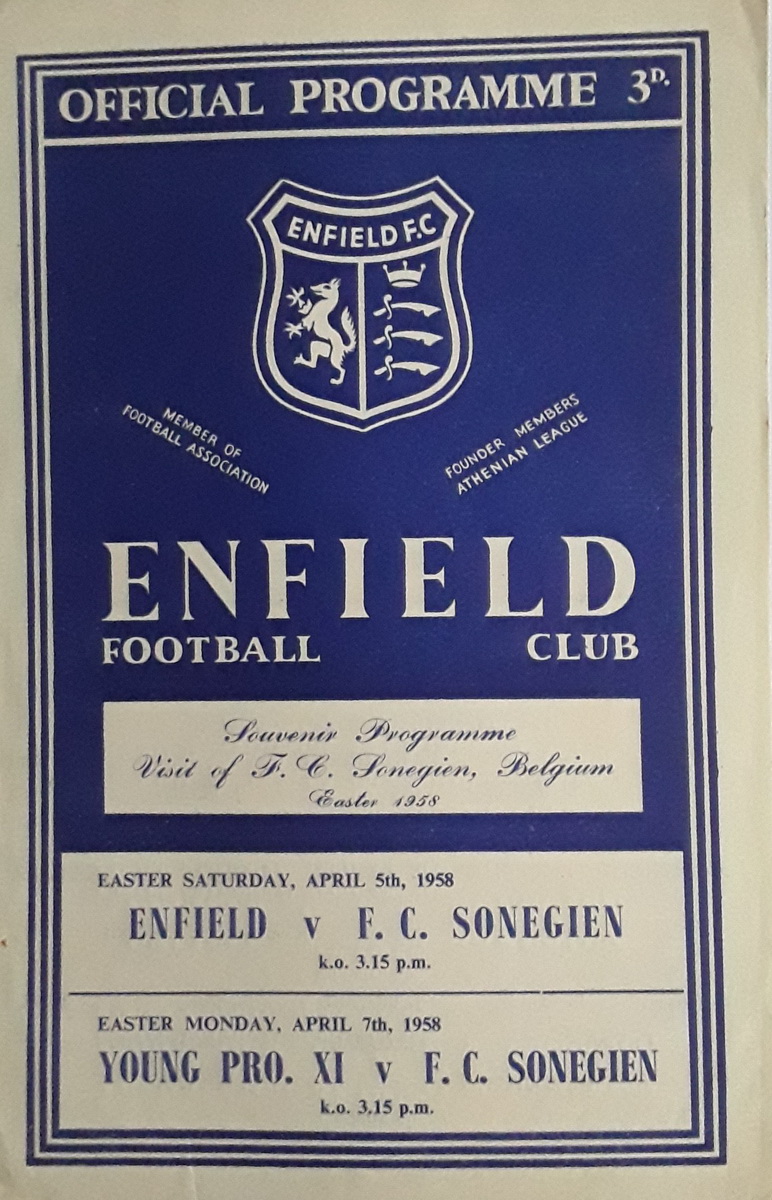 OFFICIAL PROGRAMME 3D.
ENFIELD F.C
MEMBER OF
FOOTBALL ASSOCIATION
FOUNDER MEMBERS
ATHENIAN LEAGUE
ENFIELD
FOOTBALL CLUB
Souvenir Programme
Visit of F. C. Sonegien, Belgium
Easter 1958
EASTER SATURDAY, APRIL 5th, 1958
ENFIELD v F. C. SONEGIEN
k.o. 3.15 p.m.
EASTER MONDAY, APRIL 7th, 1958
YOUNG PRO. XI v F. C. SONEGIEN
k.o. 3.15 p.m.